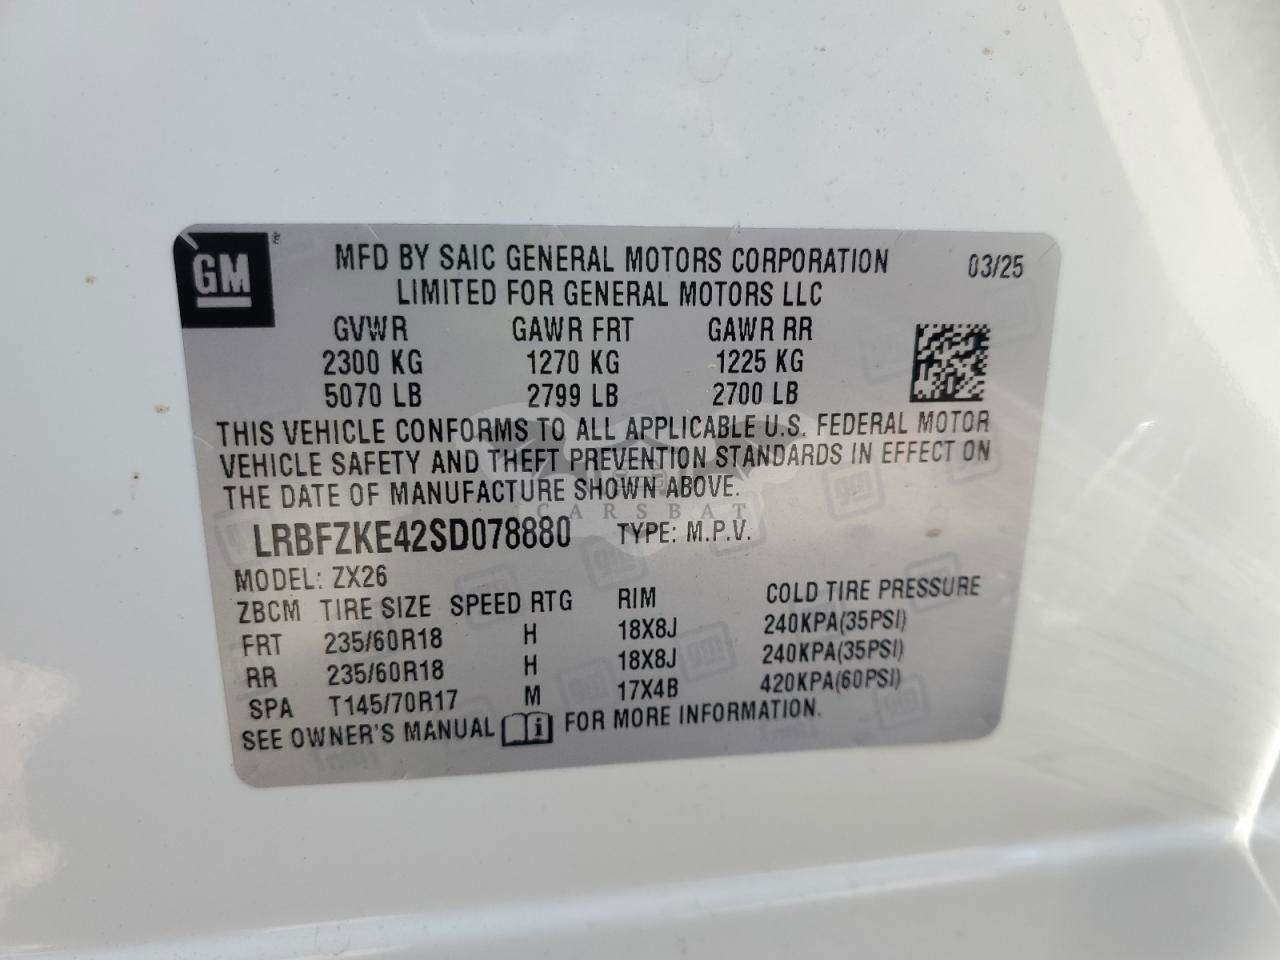 GM
MFD BY SAIC GENERAL MOTORS CORPORATION 03/25
LIMITED FOR GENERAL MOTORS LLC
GVWR GAWR FRT GAWR RR
2300 KG 1270 KG 1225 KG
5070 LB 2799 LB 2700 LB
THIS VEHICLE CONFORMS TO ALL APPLICABLE U.S. FEDERAL MOTOR
VEHICLE SAFETY AND THEFT PREVENTION STANDARDS IN EFFECT ON
THE DATE OF MANUFACTURE SHOWN ABOVE.
CARSBAT
LRBFZKE42SD078880 TYPE: M.P.V.
MODEL: ZX26
ZBCM TIRE SIZE SPEED RTG RIM COLD TIRE PRESSURE
FRT 235/60R18 H 18X8J 240KPA(35PSI)
RR 235/60R18 H 18X8J 240KPA(35PSI)
SPA T145/70R17 M 17X4B 420KPA(60PSI)
SEE OWNER'S MANUAL i FOR MORE INFORMATION.